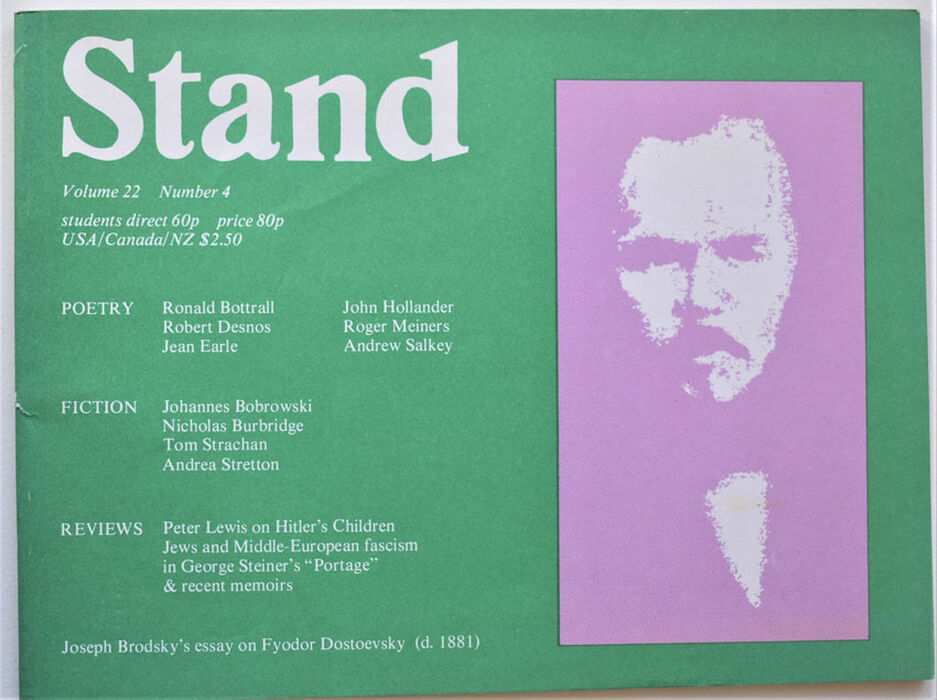 Stand
Volume 22 Number 4
students direct 60p price 80p
USA/Canada/NZ $2.50
POETRY Ronald Bottrall John Hollander
Robert Desnos Roger Meiners
Jean Earle Andrew Salkey
FICTION Johannes Bobrowski
Nicholas Burbridge
Tom Strachan
Andrea Stretton
REVIEWS Peter Lewis on Hitler's Children
Jews and Middle-European fascism
in George Steiner's "Portage"
& recent memoirs
Joseph Brodsky's essay on Fyodor Dostoevsky (d. 1881)